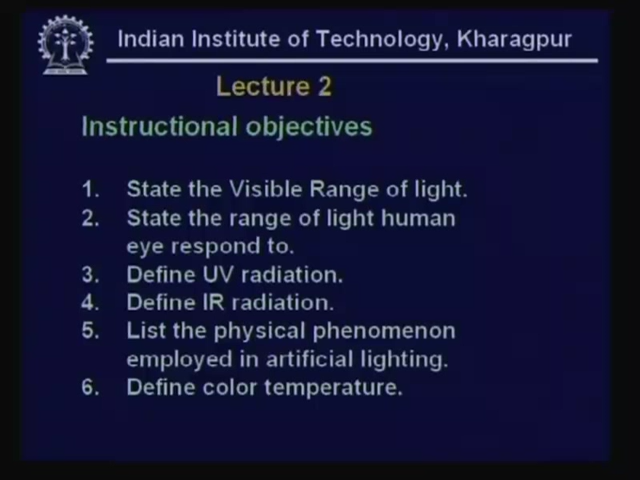 Indian Institute of Technology, Kharagpur
Lecture 2
Instructional objectives
1. State the Visible Range of light.
2. State the range of light human
eye respond to.
3. Define UV radiation.
4. Define IR radiation.
5. List the physical phenomenon
employed in artificial lighting.
6. Define color temperature.